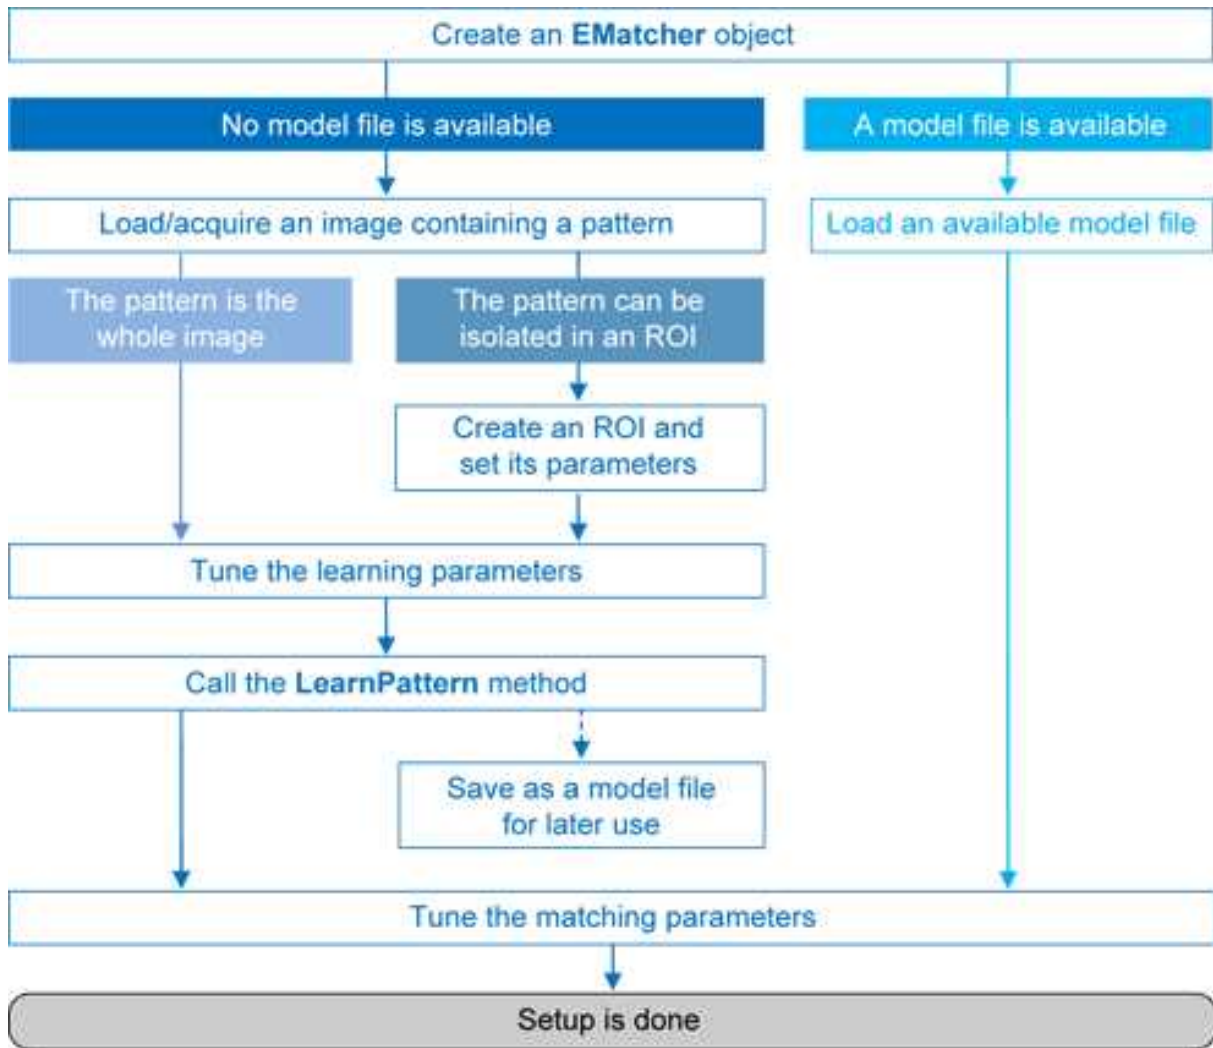 Create an EMatcher object
No model file is available
A model file is available
Load/acquire an image containing a pattern
Load an available model file
The pattern is the
whole image
The pattern can be
isolated in an ROI
Create an ROI and
set its parameters
Tune the learning parameters
Call the LearnPattern method
Save as a model file
for later use
Tune the matching parameters
Setup is done